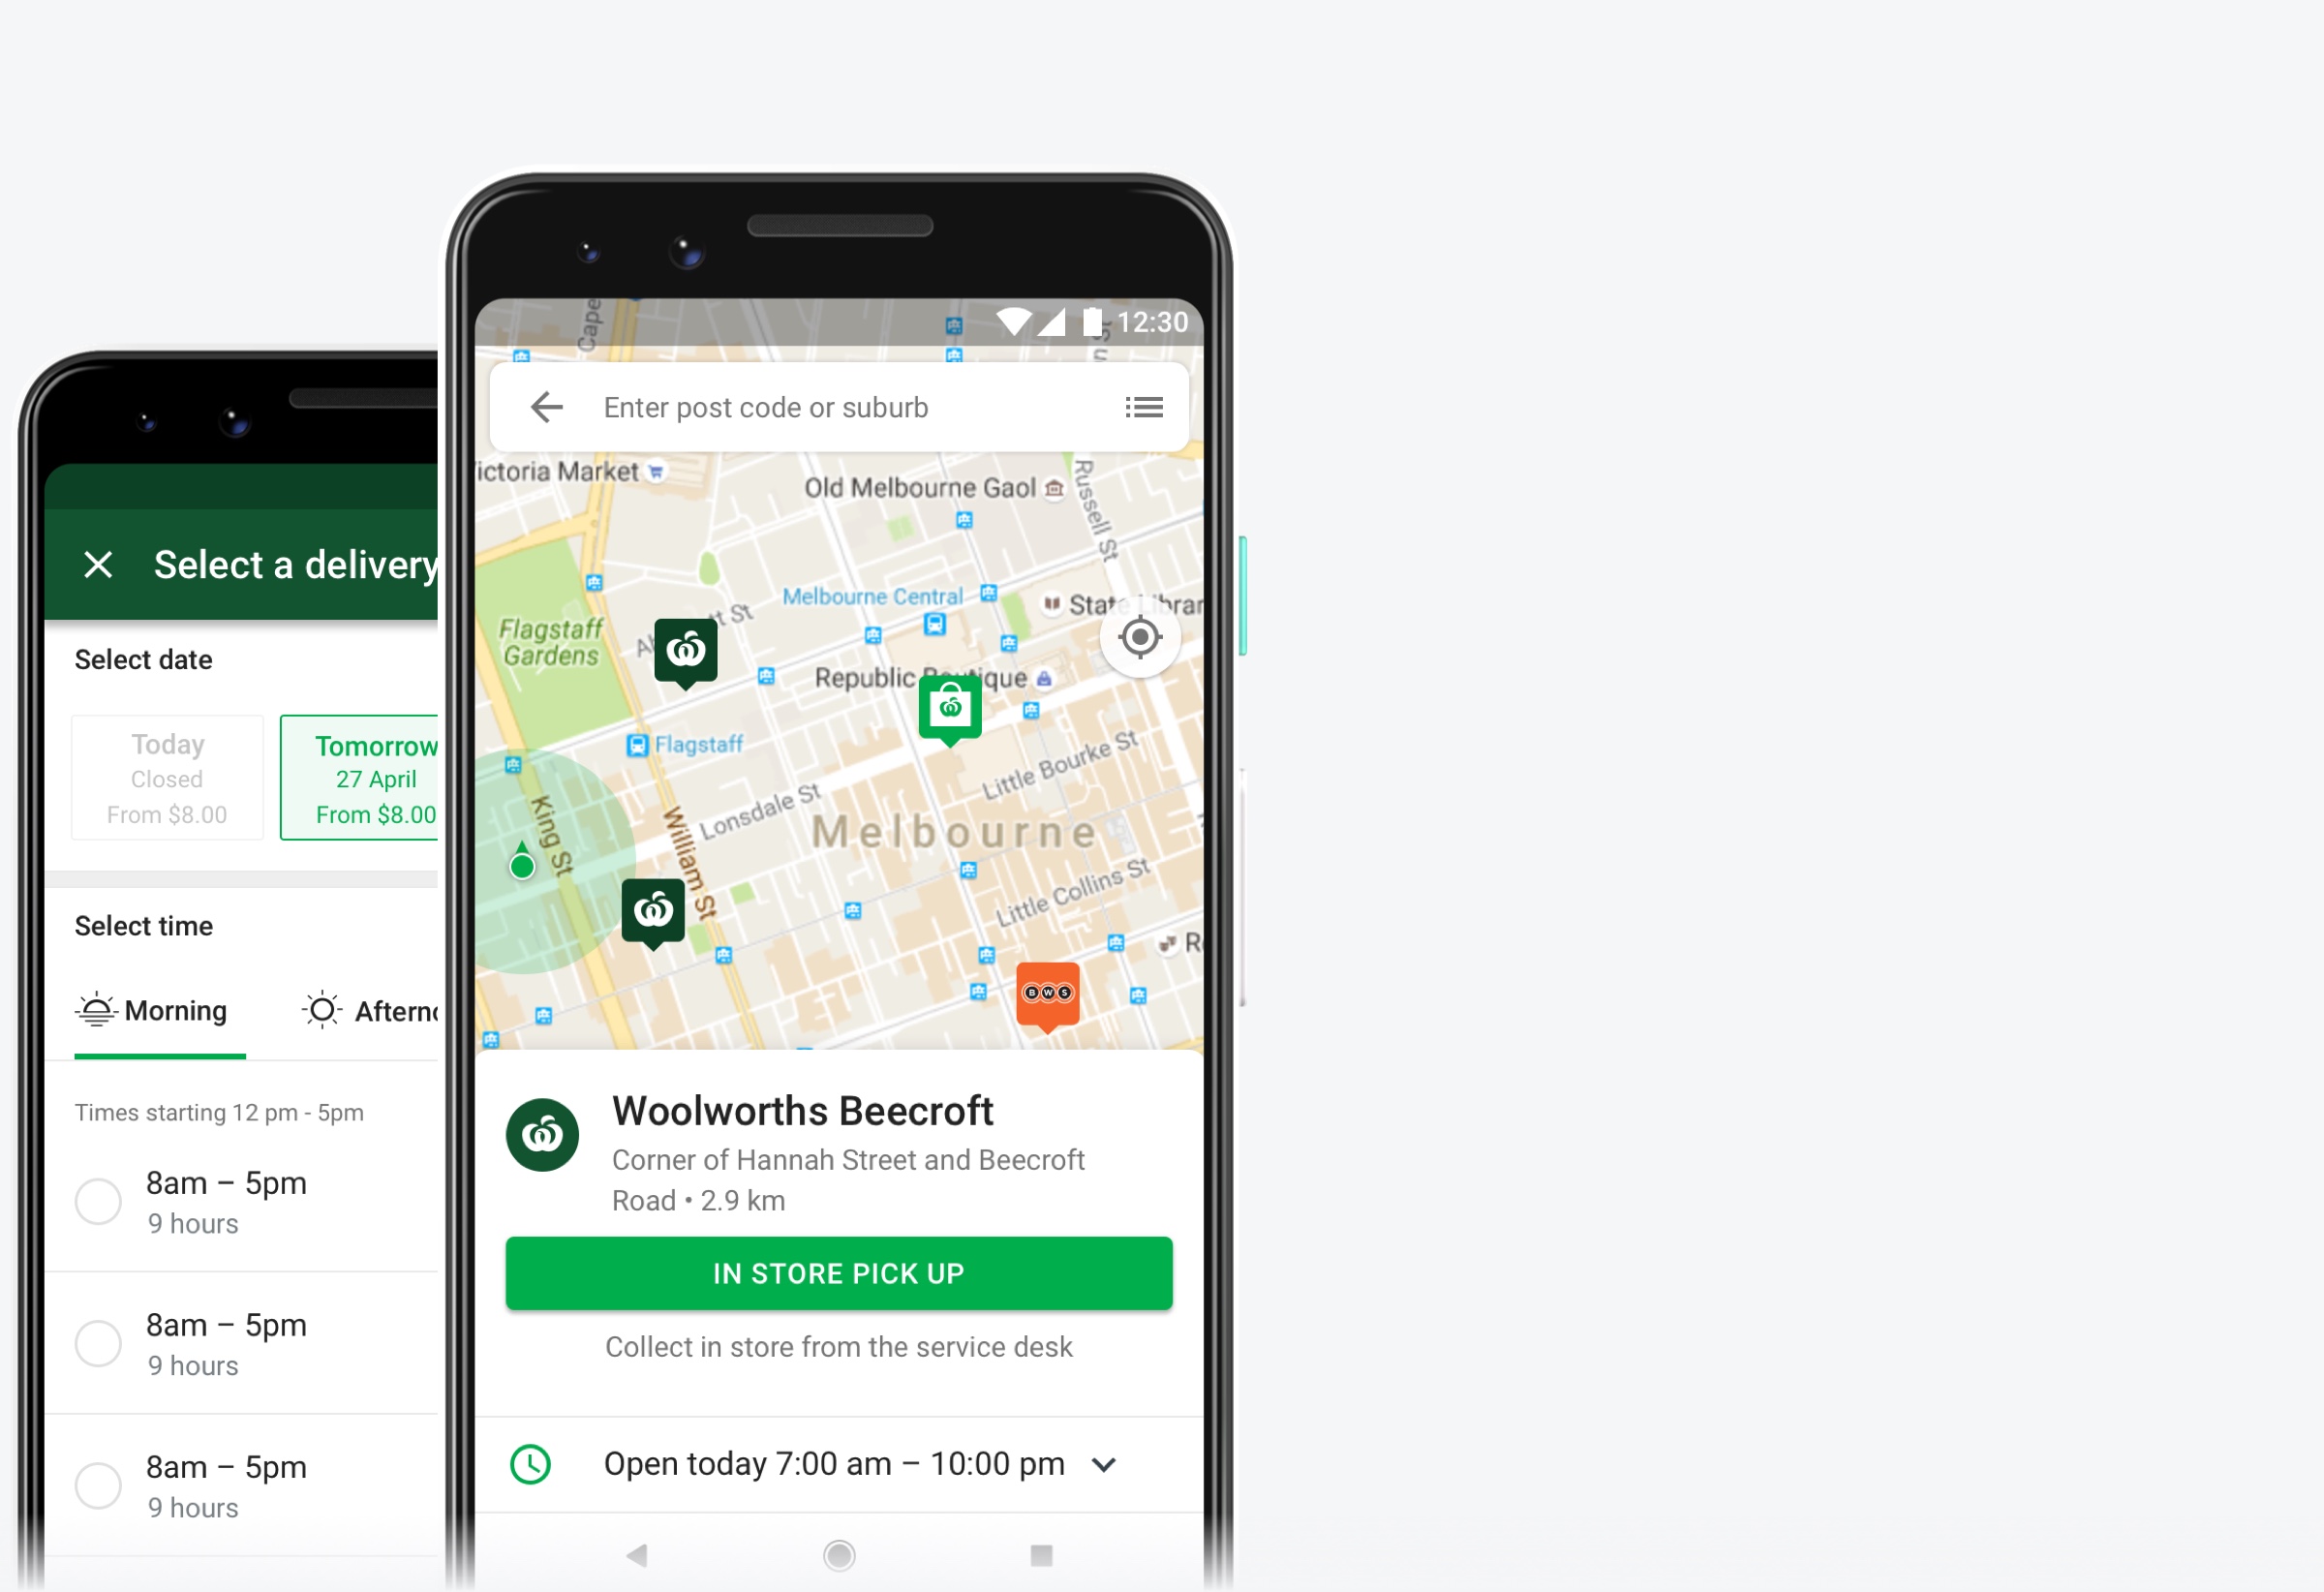 Select a delivery
Select date
Today
Closed
From $8.00
Tomorrow
27 April
From $8.00
Select time
Morning
Times starting 12 pm - 5pm
8am – 5pm
9 hours
8am – 5pm
9 hours
8am – 5pm
9 hours
12:30
Cape
Enter post code or suburb
Market
Old Melbourne Gaol
Russell St
Melbourne Central
State
Flagstaff
Gardens
St
Republic
Flagstaff
Little Bourke St
King St
William St
Lonsdale St
Melbourne
Little Collins St
BWS
Woolworths Beecroft
Corner of Hannah Street and Beecroft
Road • 2.9 km
IN STORE PICK UP
Collect in store from the service desk
Open today 7:00 am – 10:00 pm